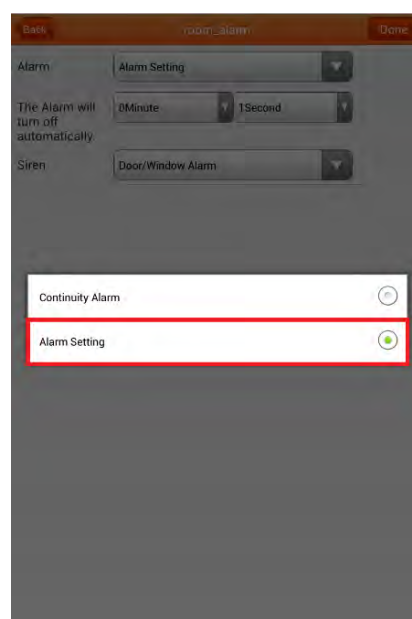 Back room_alarm Done
Alarm Alarm Setting
The Alarm will
turn off
automatically
0Minute 1Second
Siren Door/Window Alarm
Continuity Alarm
Alarm Setting